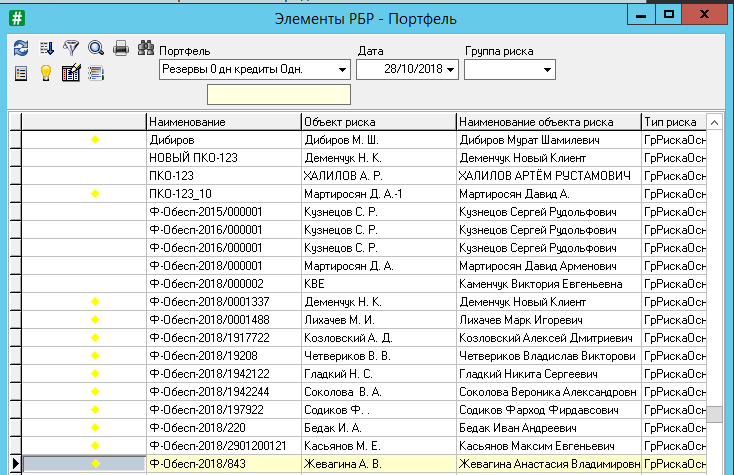 Элементы РБР - Портфель
Портфель Дата Группа риска
Резервы 0 дн кредиты Одн. 28/10/2018
Наименование Объект риска Наименование объекта риска Тип риска
Дибиров Дибиров М. Ш. Дибиров Мурат Шамилевич ГрРискаОсн
НОВЫЙ ПКО-123 Деменчук Н. К. Деменчук Новый Клиент ГрРискаОсн
ПКО-123 ХАЛИЛОВ А. Р. ХАЛИЛОВ АРТЁМ РУСТАМОВИЧ ГрРискаОсн
ПКО-123_10 Мартиросян Д. А.-1 Мартиросян Давид А. ГрРискаОсн
Ф-Обесп-2015/000001 Кузнецов С. Р. Кузнецов Сергей Рудольфович ГрРискаОсн
Ф-Обесп-2016/000001 Кузнецов С. Р. Кузнецов Сергей Рудольфович ГрРискаОсн
Ф-Обесп-2016/000001 Кузнецов С. Р. Кузнецов Сергей Рудольфович ГрРискаОсн
Ф-Обесп-2018/000001 Мартиросян Д. А. Мартиросян Давид Арменович ГрРискаОсн
Ф-Обесп-2018/000002 КВЕ Каменчук Виктория Евгеньевна ГрРискаОсн
Ф-Обесп-2018/0001337 Деменчук Н. К. Деменчук Новый Клиент ГрРискаОсн
Ф-Обесп-2018/0001488 Лихачев М. И. Лихачев Марк Игоревич ГрРискаОсн
Ф-Обесп-2018/1917722 Козловский А. Д. Козловский Алексей Дмитриевич ГрРискаОсн
Ф-Обесп-2018/19208 Четвериков В. В. Четвериков Владислав Викторови ГрРискаОсн
Ф-Обесп-2018/1942122 Гладкий Н. С. Гладкий Никита Сергеевич ГрРискаОсн
Ф-Обесп-2018/1942244 Соколова В. А. Соколова Вероника Александровн ГрРискаОсн
Ф-Обесп-2018/197922 Содиков Ф. . Содиков Фарход Фирдавсович ГрРискаОсн
Ф-Обесп-2018/220 Бедак И. А. Бедак Иван Андреевич ГрРискаОсн
Ф-Обесп-2018/2901200121 Касьянов М. Е. Касьянов Максим Евгеньевич ГрРискаОсн
Ф-Обесп-2018/843 Жевагина А. В. Жевагина Анастасия Владимировн ГрРискаОсн